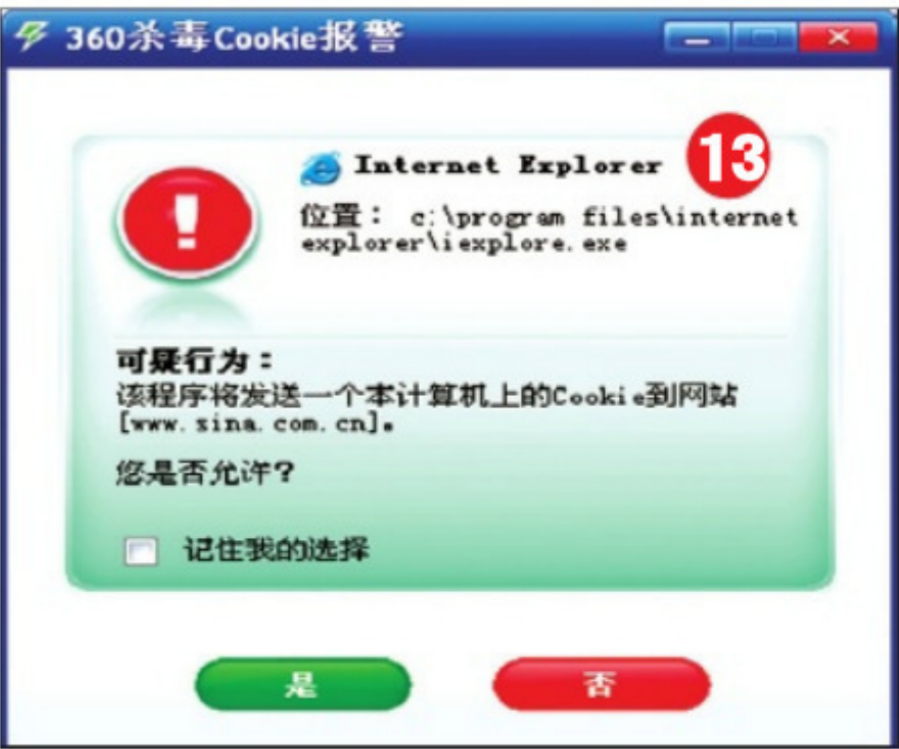 360杀毒Cookie报警
Internet Explorer
13
位置： c:\program files\internet
explorer\iexplore.exe
可疑行为：
该程序将发送一个本计算机上的Cookie到网站
[www.sina.com.cn]。
您是否允许？
记住我的选择
是
否